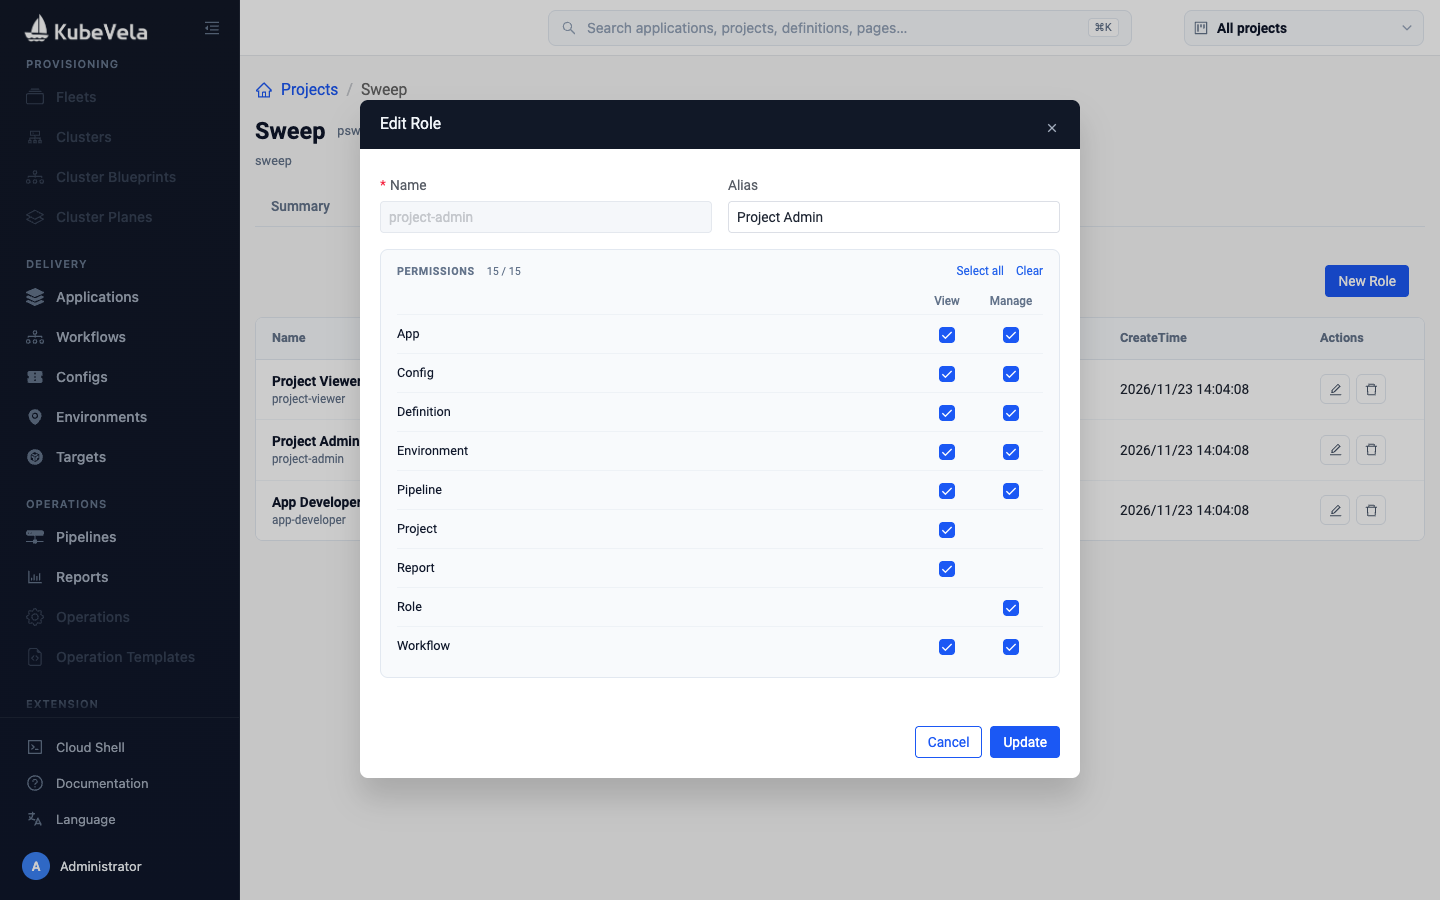 KubeVela
Search applications, projects, definitions, pages...
⌘K
All projects
PROVISIONING
Fleets
Clusters
Cluster Blueprints
Cluster Planes
DELIVERY
Applications
Workflows
Configs
Environments
Targets
OPERATIONS
Pipelines
Reports
Operations
Operation Templates
EXTENSION
Cloud Shell
Documentation
Language
A Administrator
Projects / Sweep
Sweep psw
sweep
Summary
New Role
Name CreateTime Actions
Project Viewer
project-viewer
2026/11/23 14:04:08
Project Admin
project-admin
2026/11/23 14:04:08
App Developer
app-developer
2026/11/23 14:04:08
Edit Role
* Name
project-admin
Alias
Project Admin
PERMISSIONS 15 / 15
Select all Clear
View Manage
App
Config
Definition
Environment
Pipeline
Project
Report
Role
Workflow
Cancel Update